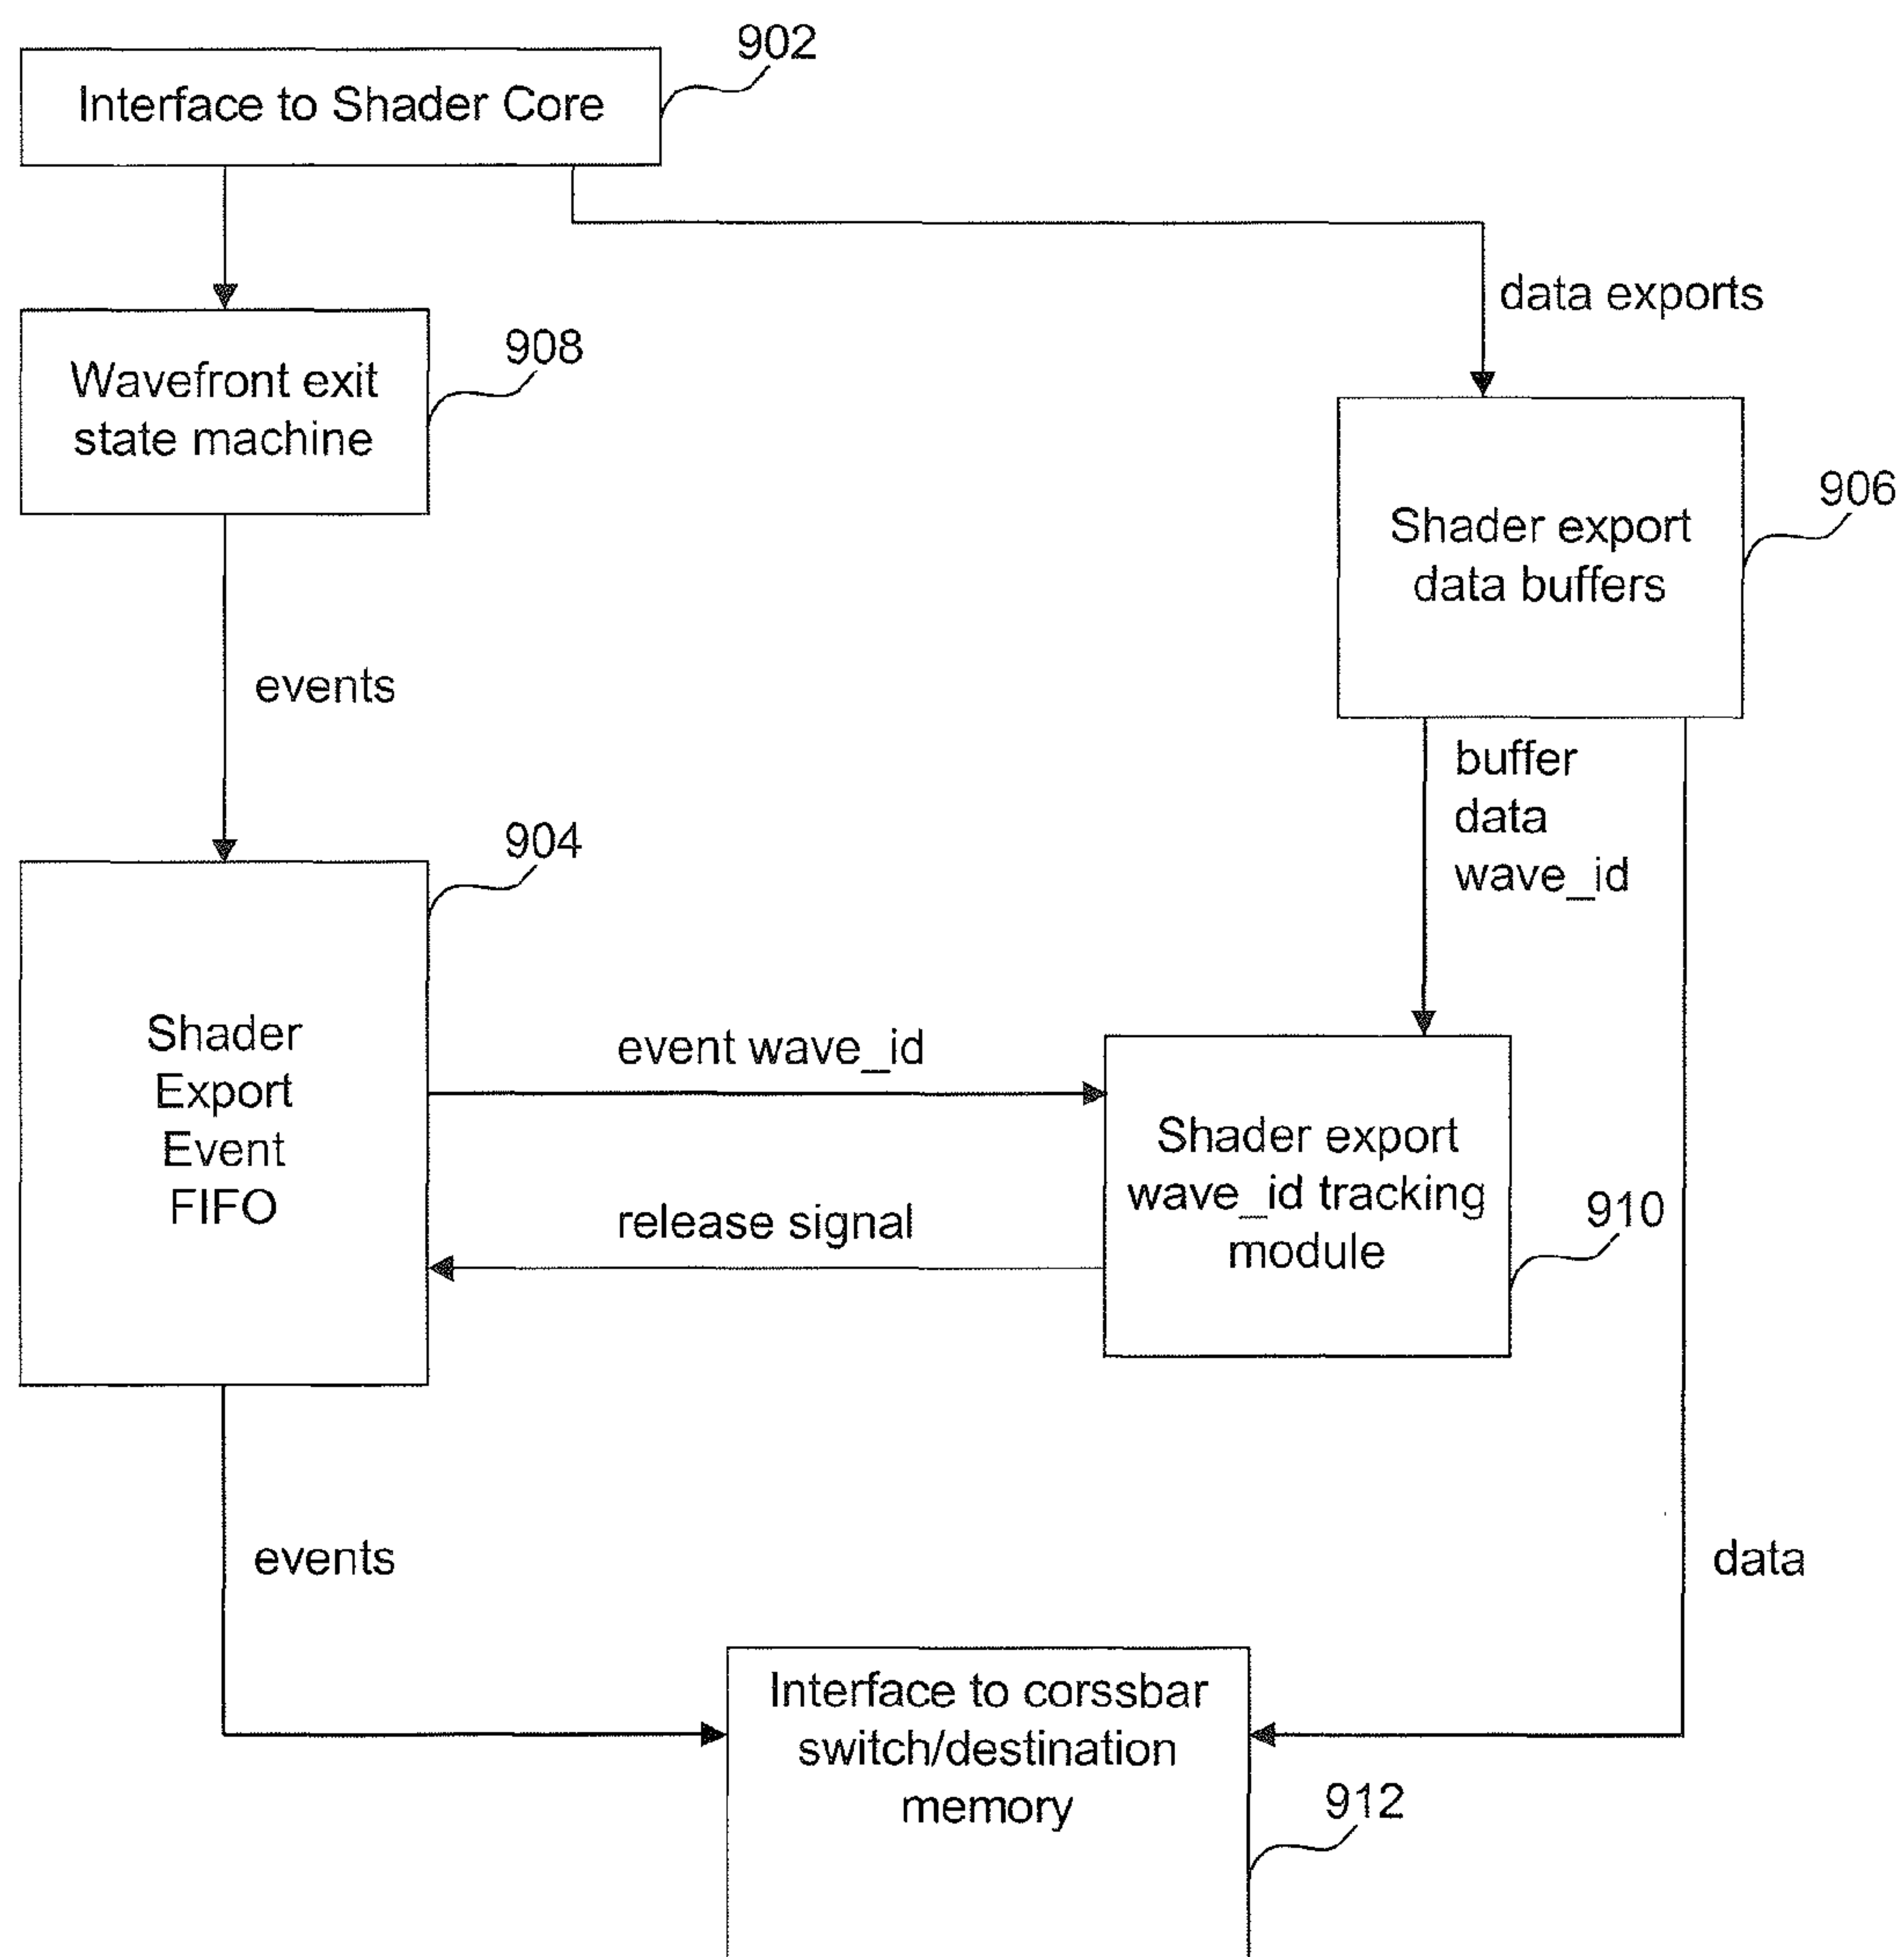 902
Interface to Shader Core
data exports
908
Wavefront exit
state machine
906
Shader export
data buffers
events
buffer
data
wave_id
904
Shader
Export
Event
FIFO
event wave_id
release signal
Shader export
wave_id tracking
module
910
events
data
Interface to corssbar
switch/destination
memory
912